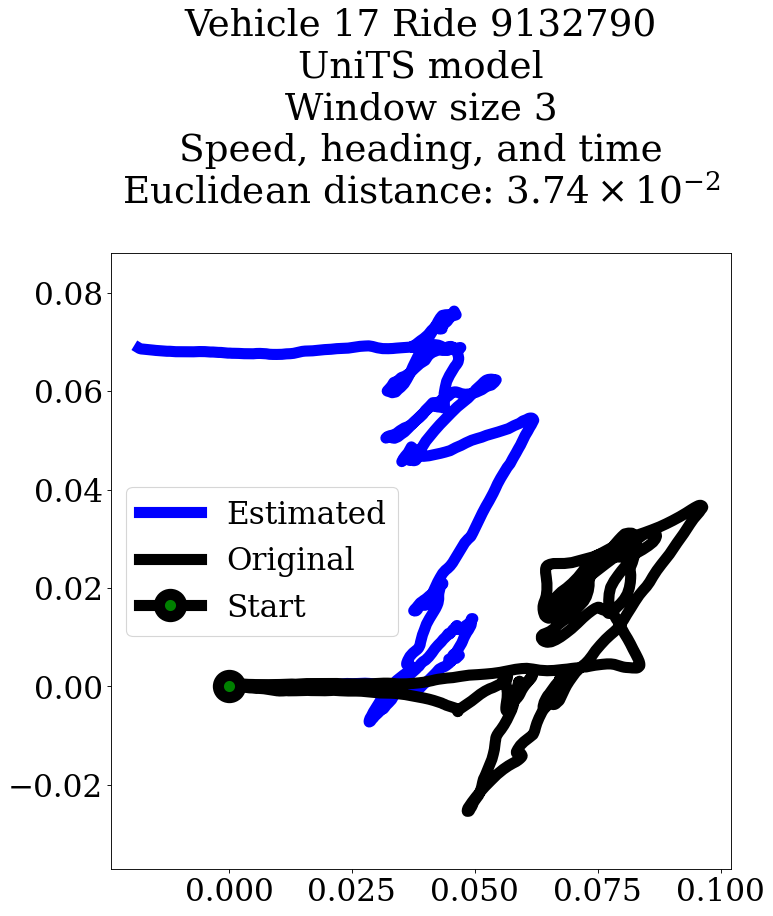 Vehicle 17 Ride 9132790
UniTS model
Window size 3
Speed, heading, and time
Euclidean distance: 3.74 × 10⁻²
0.08
0.06
0.04
0.02
0.00
−0.02
Estimated
Original
Start
0.000 0.025 0.050 0.075 0.100